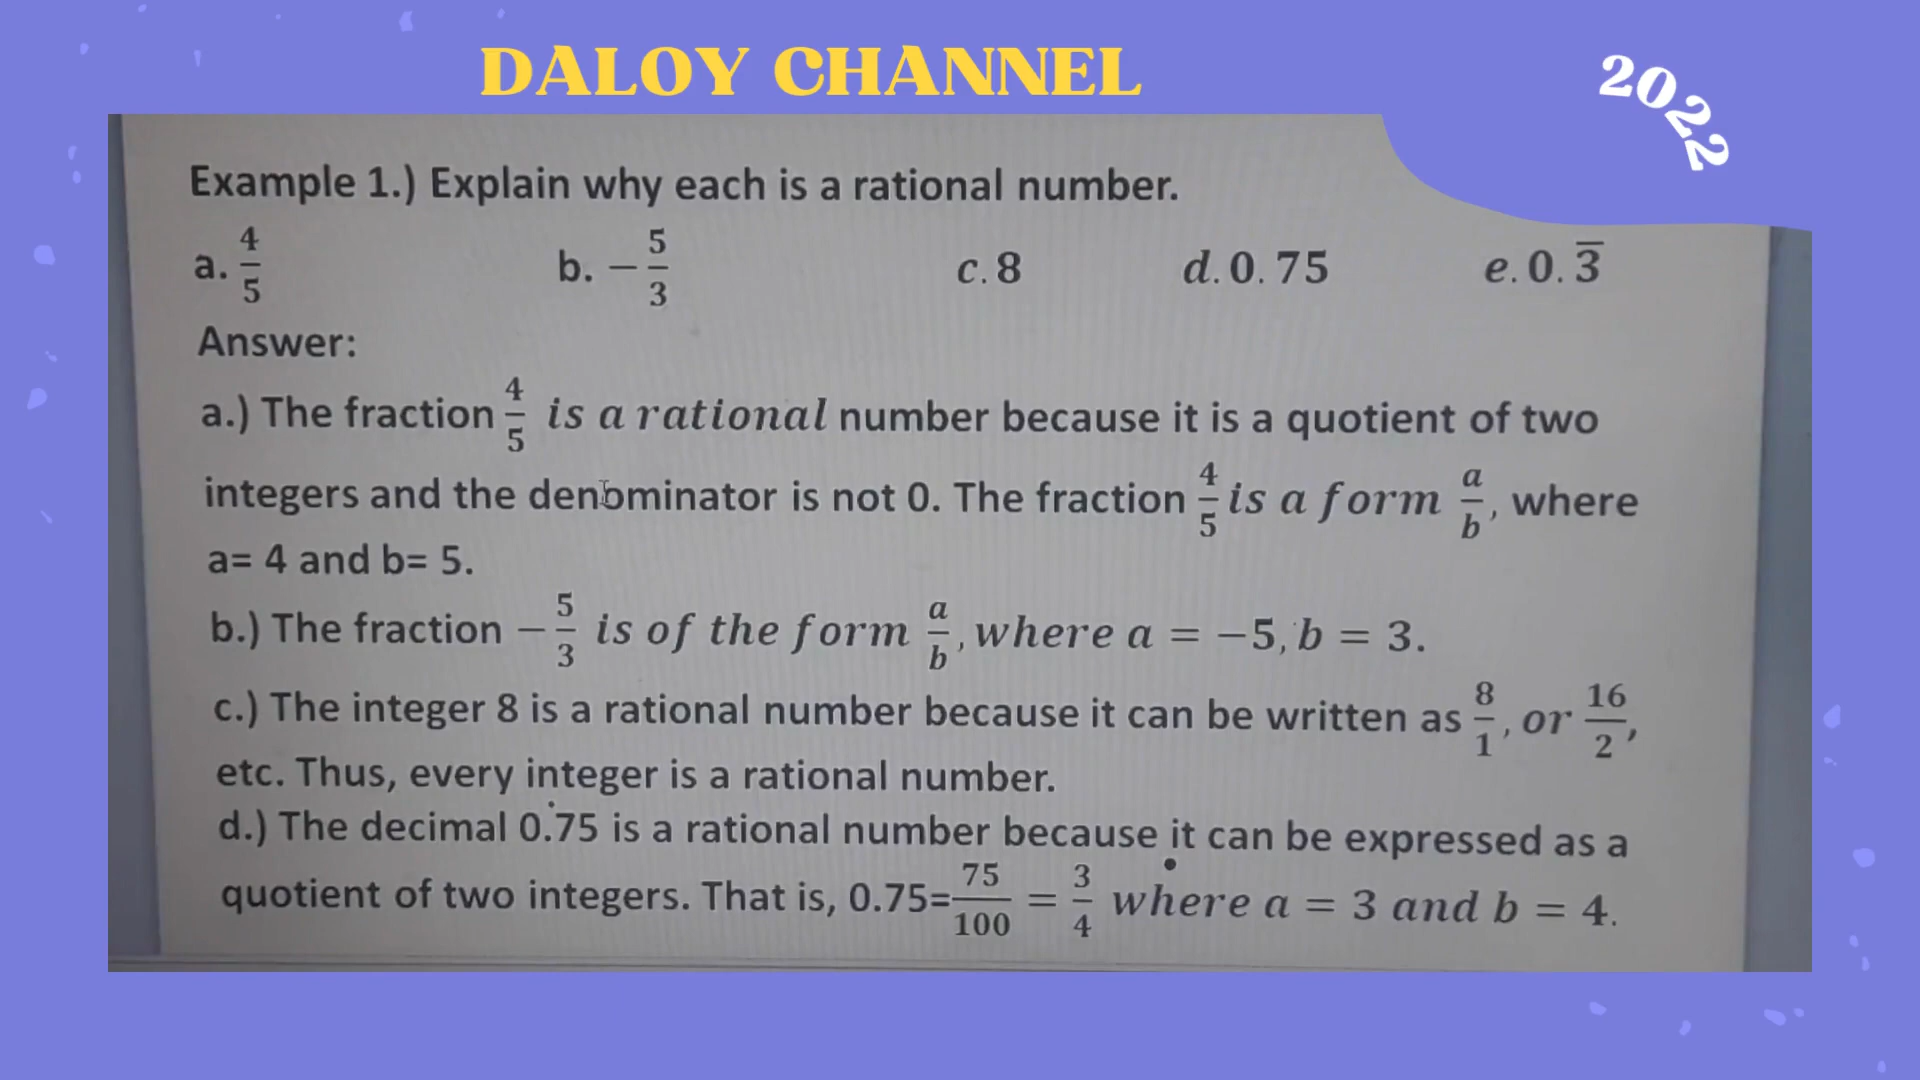 DALOY CHANNEL
2022
Example 1.) Explain why each is a rational number.
a. 4/5 b. −5/3 c. 8 d. 0.75 e. 0.3̅
Answer:
a.) The fraction 4/5 is a rational number because it is a quotient of two
integers and the denominator is not 0. The fraction 4/5 is a form a/b, where
a= 4 and b= 5.
b.) The fraction −5/3 is of the form a/b, where a = −5, b = 3.
c.) The integer 8 is a rational number because it can be written as 8/1, or 16/2,
etc. Thus, every integer is a rational number.
d.) The decimal 0.75 is a rational number because it can be expressed as a
quotient of two integers. That is, 0.75=75/100 = 3/4 where a = 3 and b = 4.